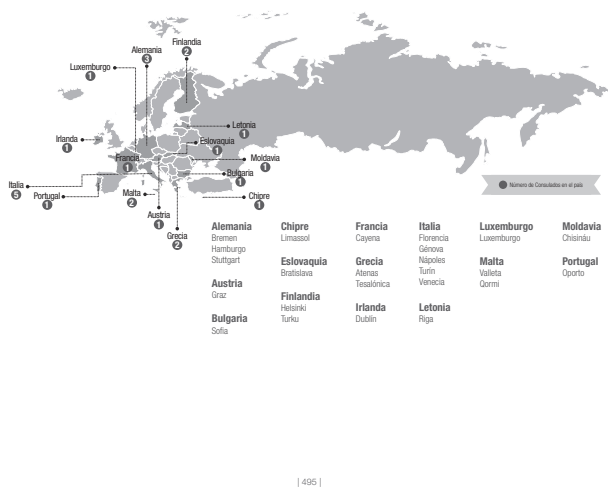 Finlandia
2
Alemania
3
Luxemburgo
1
Letonia
1
Irlanda
1
Eslovaquia
1
Francia
1
Moldavia
1
Bulgaria
1
Italia
5
Portugal
1
Malta
2
Chipre
1
Austria
1
Grecia
2
Número de Consulados en el país
Alemania
Bremen
Hamburgo
Stuttgart
Austria
Graz
Bulgaria
Sofía
Chipre
Limassol
Eslovaquia
Bratislava
Finlandia
Helsinki
Turku
Francia
Cayena
Grecia
Atenas
Tesalónica
Irlanda
Dublín
Italia
Florencia
Génova
Nápoles
Turín
Venecia
Letonia
Riga
Luxemburgo
Luxemburgo
Malta
Valleta
Qormi
Moldavia
Chisináu
Portugal
Oporto
| 495 |